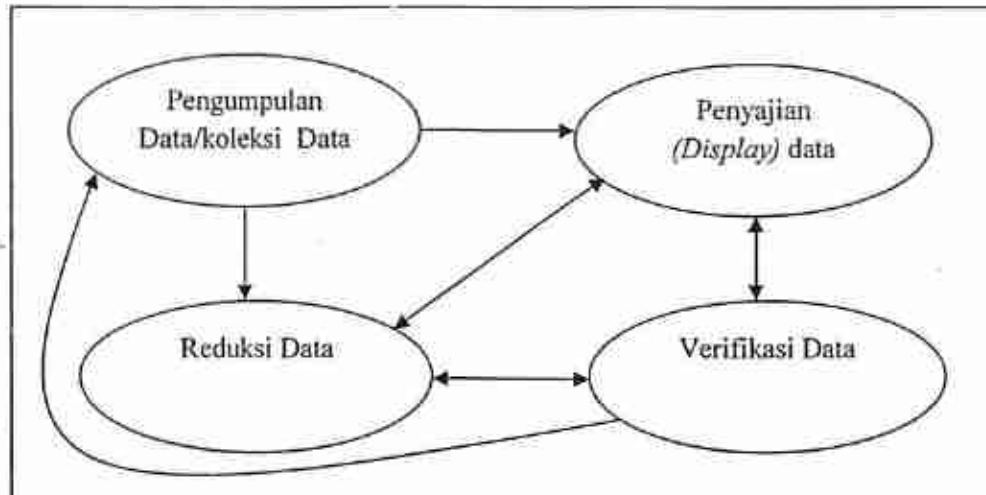 Pengumpulan
Data/koleksi Data
Penyajian
(Display) data
Reduksi Data
Verifikasi Data